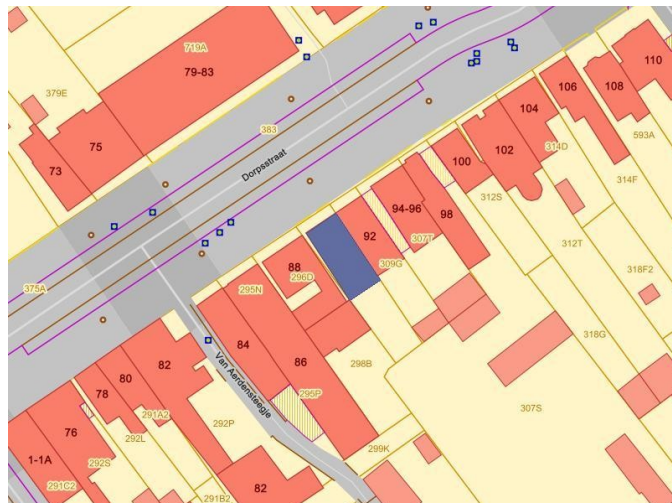 719A
79-83
379E
75
73
383
Dorpsstraat
110
106
108
104
593A
102
314D
100
314F
312S
94-96
98
92
307T
312T
309G
88
296D
318F2
375A
295N
318G
84
86
82
Van Aerdensteegje
298B
80
78
295P
307S
291A2
76
292P
292L
1-1A
292S
299K
291C2
82
291B2